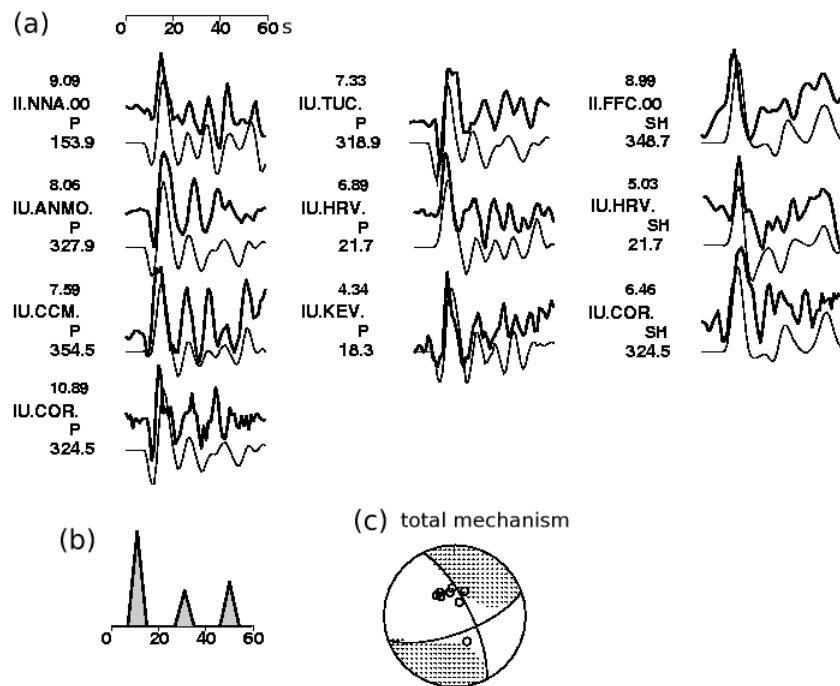 (a)
0 20 40 60 s
9.09
II.NNA.00
P
153.9
8.06
IU.ANMO.
P
327.9
7.59
IU.CCM.
P
354.5
10.89
IU.COR.
P
324.5
7.33
IU.TUC.
P
318.9
6.89
IU.HRV.
P
21.7
4.34
IU.KEV.
P
18.3
8.99
II.FFC.00
SH
348.7
5.03
IU.HRV.
SH
21.7
6.46
IU.COR.
SH
324.5
(b)
0 20 40 60
(c) total mechanism